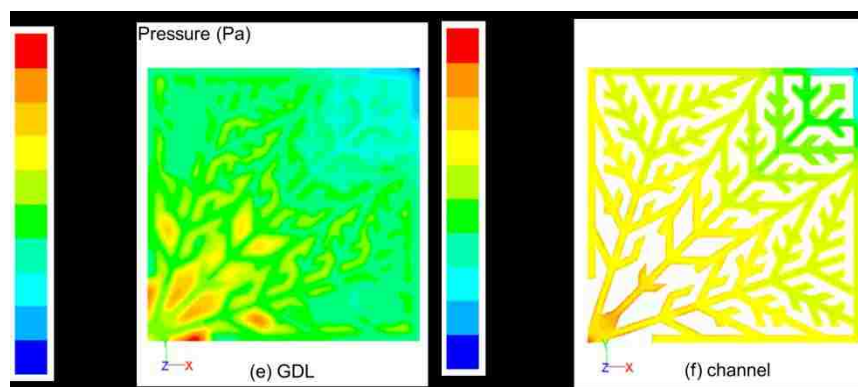 Pressure (Pa)
Z X
(e) GDL
Z X
(f) channel